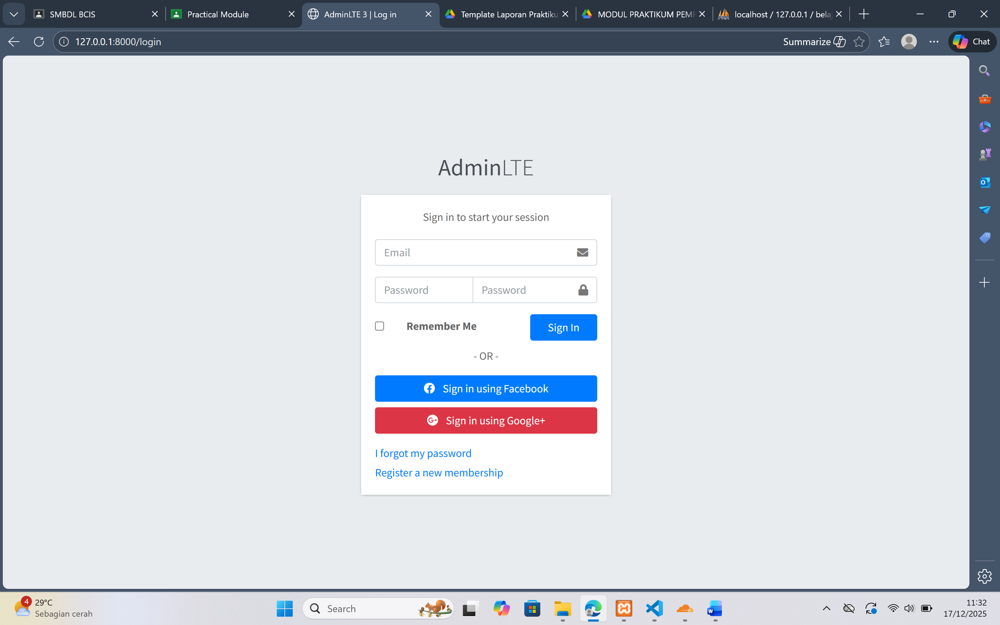 SMBDL BCIS
Practical Module
AdminLTE 3 | Log in
Template Laporan Praktiku
MODUL PRAKTIKUM PEMR
localhost / 127.0.0.1 / bela
127.0.0.1:8000/login
Summarize
Chat
AdminLTE
Sign in to start your session
Email
Password
Password
Remember Me
Sign In
- OR -
Sign in using Facebook
Sign in using Google+
I forgot my password
Register a new membership
4
29°C
Sebagian cerah
Search
11:32
17/12/2025